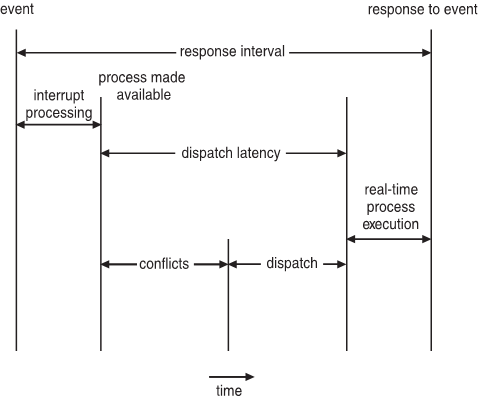 event
response to event
response interval
process made
available
interrupt
processing
dispatch latency
real-time
process
execution
conflicts
dispatch
time